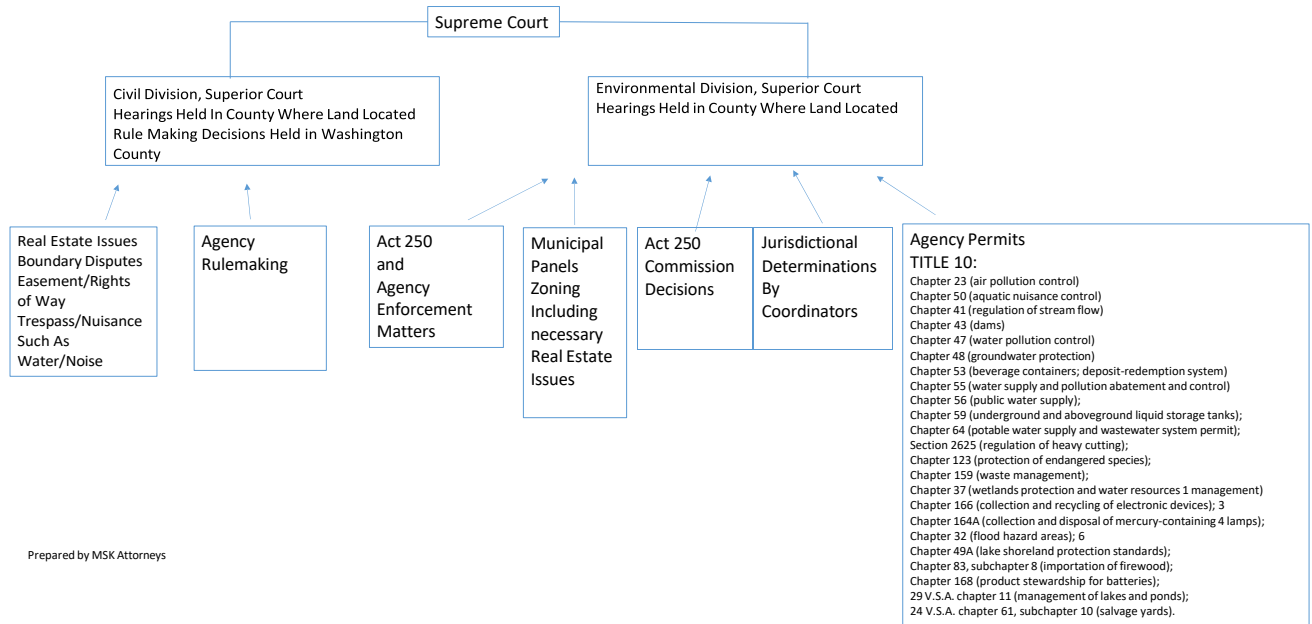 Supreme Court
Civil Division, Superior Court
Hearings Held In County Where Land Located
Rule Making Decisions Held in Washington
County
Environmental Division, Superior Court
Hearings Held in County Where Land Located
Real Estate Issues
Boundary Disputes
Easement/Rights
of Way
Trespass/Nuisance
Such As
Water/Noise
Agency
Rulemaking
Act 250
and
Agency
Enforcement
Matters
Municipal
Panels
Zoning
Including
necessary
Real Estate
Issues
Act 250
Commission
Decisions
Jurisdictional
Determinations
By
Coordinators
Agency Permits
TITLE 10:
Chapter 23 (air pollution control)
Chapter 50 (aquatic nuisance control)
Chapter 41 (regulation of stream flow)
Chapter 43 (dams)
Chapter 47 (water pollution control)
Chapter 48 (groundwater protection)
Chapter 53 (beverage containers; deposit-redemption system)
Chapter 55 (water supply and pollution abatement and control)
Chapter 56 (public water supply);
Chapter 59 (underground and aboveground liquid storage tanks);
Chapter 64 (potable water supply and wastewater system permit);
Section 2625 (regulation of heavy cutting);
Chapter 123 (protection of endangered species);
Chapter 159 (waste management);
Chapter 37 (wetlands protection and water resources 1 management)
Chapter 166 (collection and recycling of electronic devices); 3
Chapter 164A (collection and disposal of mercury-containing 4 lamps);
Chapter 32 (flood hazard areas); 6
Chapter 49A (lake shoreland protection standards);
Chapter 83, subchapter 8 (importation of firewood);
Chapter 168 (product stewardship for batteries);
29 V.S.A. chapter 11 (management of lakes and ponds);
24 V.S.A. chapter 61, subchapter 10 (salvage yards).
Prepared by MSK Attorneys